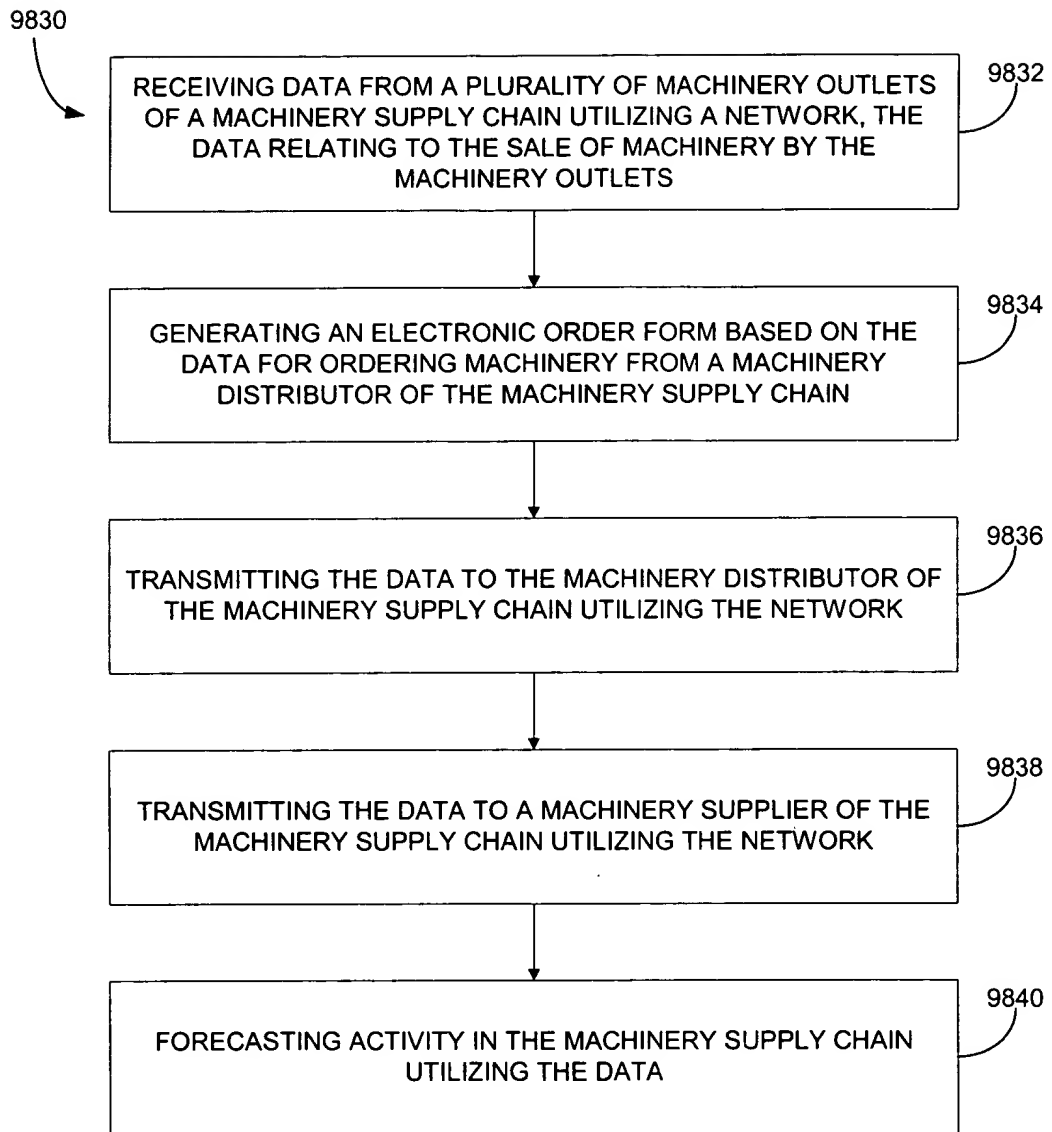 9830
RECEIVING DATA FROM A PLURALITY OF MACHINERY OUTLETS
OF A MACHINERY SUPPLY CHAIN UTILIZING A NETWORK, THE
DATA RELATING TO THE SALE OF MACHINERY BY THE
MACHINERY OUTLETS
9832
GENERATING AN ELECTRONIC ORDER FORM BASED ON THE
DATA FOR ORDERING MACHINERY FROM A MACHINERY
DISTRIBUTOR OF THE MACHINERY SUPPLY CHAIN
9834
TRANSMITTING THE DATA TO THE MACHINERY DISTRIBUTOR OF
THE MACHINERY SUPPLY CHAIN UTILIZING THE NETWORK
9836
TRANSMITTING THE DATA TO A MACHINERY SUPPLIER OF THE
MACHINERY SUPPLY CHAIN UTILIZING THE NETWORK
9838
FORECASTING ACTIVITY IN THE MACHINERY SUPPLY CHAIN
UTILIZING THE DATA
9840